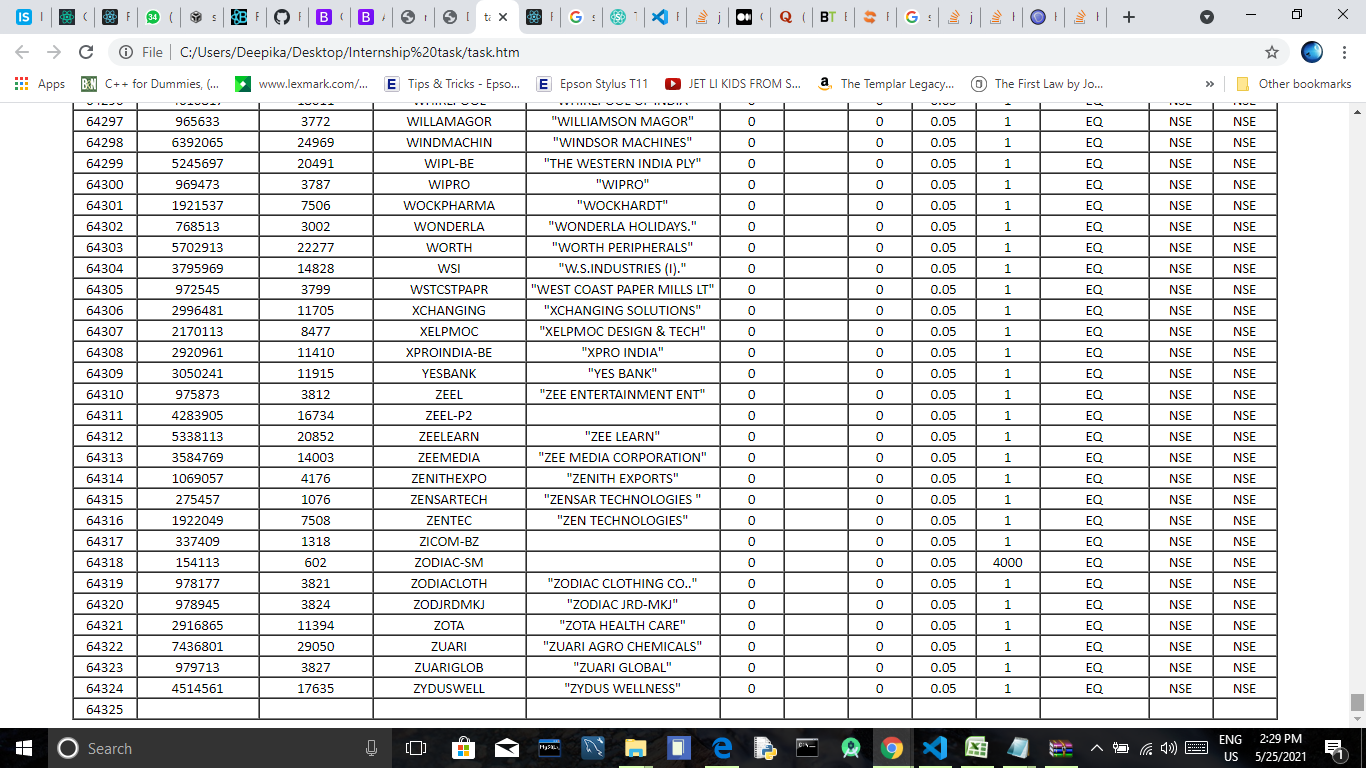 File C:/Users/Deepika/Desktop/Internship%20task/task.htm
Apps C++ for Dummies, (... www.lexmark.com/... Tips & Tricks - Epso... Epson Stylus T11 JET LI KIDS FROM S... The Templar Legacy... The First Law by Jo... » Other bookmarks
64297 965633 3772 WILLAMAGOR "WILLIAMSON MAGOR" 0 0 0.05 1 EQ NSE NSE
64298 6392065 24969 WINDMACHIN "WINDSOR MACHINES" 0 0 0.05 1 EQ NSE NSE
64299 5245697 20491 WIPL-BE "THE WESTERN INDIA PLY" 0 0 0.05 1 EQ NSE NSE
64300 969473 3787 WIPRO "WIPRO" 0 0 0.05 1 EQ NSE NSE
64301 1921537 7506 WOCKPHARMA "WOCKHARDT" 0 0 0.05 1 EQ NSE NSE
64302 768513 3002 WONDERLA "WONDERLA HOLIDAYS." 0 0 0.05 1 EQ NSE NSE
64303 5702913 22277 WORTH "WORTH PERIPHERALS" 0 0 0.05 1 EQ NSE NSE
64304 3795969 14828 WSI "W.S.INDUSTRIES (I)." 0 0 0.05 1 EQ NSE NSE
64305 972545 3799 WSTCSTPAPR "WEST COAST PAPER MILLS LT" 0 0 0.05 1 EQ NSE NSE
64306 2996481 11705 XCHANGING "XCHANGING SOLUTIONS" 0 0 0.05 1 EQ NSE NSE
64307 2170113 8477 XELPMOC "XELPMOC DESIGN & TECH" 0 0 0.05 1 EQ NSE NSE
64308 2920961 11410 XPROINDIA-BE "XPRO INDIA" 0 0 0.05 1 EQ NSE NSE
64309 3050241 11915 YESBANK "YES BANK" 0 0 0.05 1 EQ NSE NSE
64310 975873 3812 ZEEL "ZEE ENTERTAINMENT ENT" 0 0 0.05 1 EQ NSE NSE
64311 4283905 16734 ZEEL-P2 0 0 0.05 1 EQ NSE NSE
64312 5338113 20852 ZEELEARN "ZEE LEARN" 0 0 0.05 1 EQ NSE NSE
64313 3584769 14003 ZEEMEDIA "ZEE MEDIA CORPORATION" 0 0 0.05 1 EQ NSE NSE
64314 1069057 4176 ZENITHEXPO "ZENITH EXPORTS" 0 0 0.05 1 EQ NSE NSE
64315 275457 1076 ZENSARTECH "ZENSAR TECHNOLOGIES " 0 0 0.05 1 EQ NSE NSE
64316 1922049 7508 ZENTEC "ZEN TECHNOLOGIES" 0 0 0.05 1 EQ NSE NSE
64317 337409 1318 ZICOM-BZ 0 0 0.05 1 EQ NSE NSE
64318 154113 602 ZODIAC-SM 0 0 0.05 4000 EQ NSE NSE
64319 978177 3821 ZODIACLOTH "ZODIAC CLOTHING CO.." 0 0 0.05 1 EQ NSE NSE
64320 978945 3824 ZODJRDMKJ "ZODIAC JRD-MKJ" 0 0 0.05 1 EQ NSE NSE
64321 2916865 11394 ZOTA "ZOTA HEALTH CARE" 0 0 0.05 1 EQ NSE NSE
64322 7436801 29050 ZUARI "ZUARI AGRO CHEMICALS" 0 0 0.05 1 EQ NSE NSE
64323 979713 3827 ZUARIGLOB "ZUARI GLOBAL" 0 0 0.05 1 EQ NSE NSE
64324 4514561 17635 ZYDUSWELL "ZYDUS WELLNESS" 0 0 0.05 1 EQ NSE NSE
64325
Search ENG 2:29 PM
US 5/25/2021 1